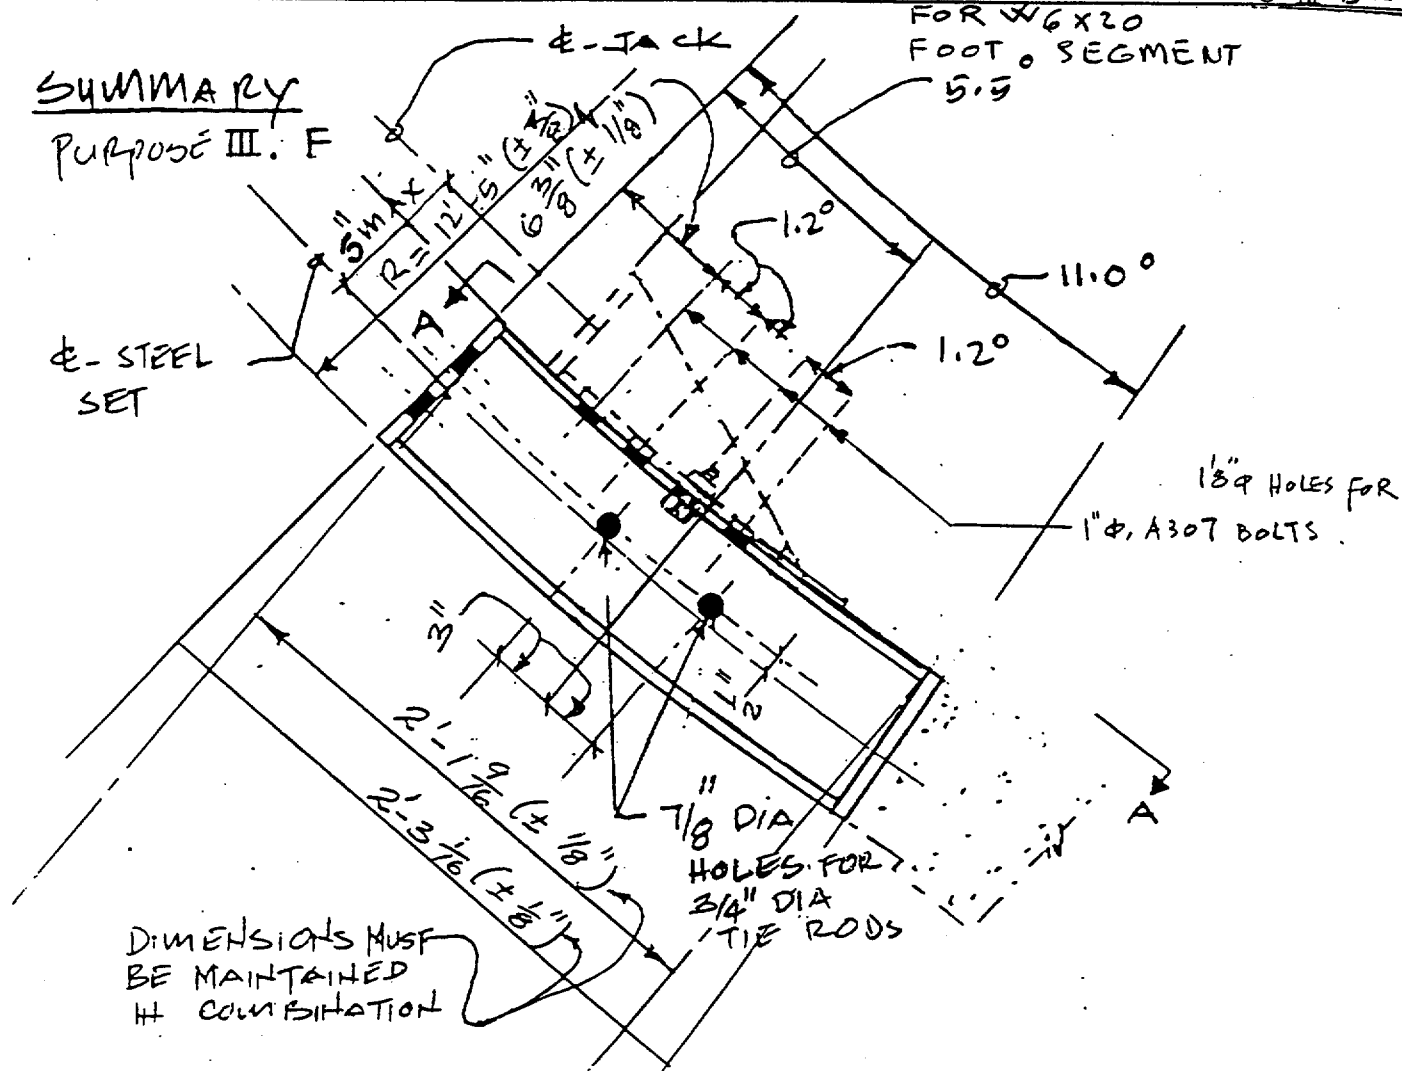 SUMMARY
PURPOSE III. F
℄-JACK
FOR W6X20
FOOT SEGMENT
5.5°
5" MAX
R = 12'
6 3/8" (± 1/8")
1.2°
11.0°
1.2°
℄- STEEL
SET
A
HOLES FOR
1"φ, A307 BOLTS.
3"
1/2"
2'-1 9/16 (± 1/8")
2'-3 1/16 (± 1/8")
7/8" DIA
HOLES FOR
3/4" DIA
TIE RODS
A
DIMENSIONS MUST
BE MAINTAINED
IN COMBINATION